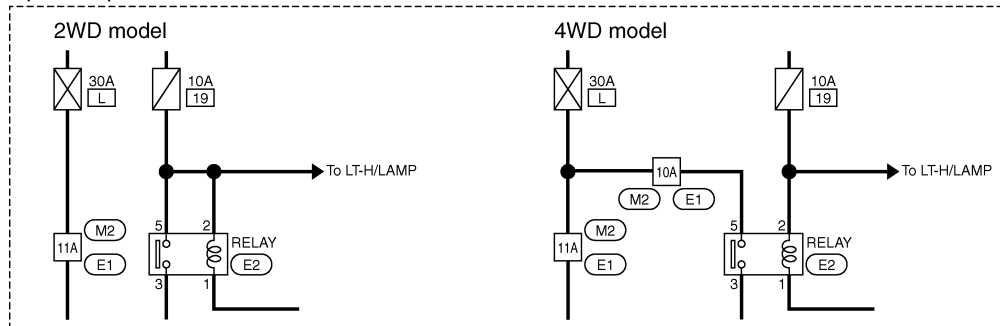 2WD model
4WD model
30A
L
10A
19
30A
L
10A
19
To LT-H/LAMP
10A
To LT-H/LAMP
M2
E1
11A
M2
E1
5
2
RELAY
E2
3
1
11A
M2
E1
5
2
RELAY
E2
3
1